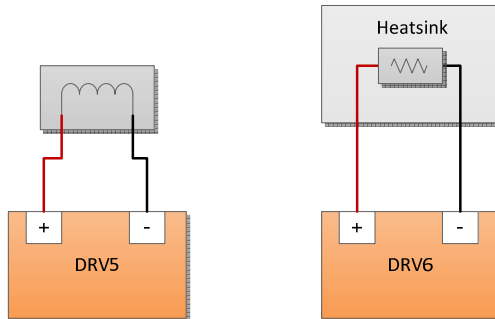 Heatsink
+ -
DRV5
+ -
DRV6